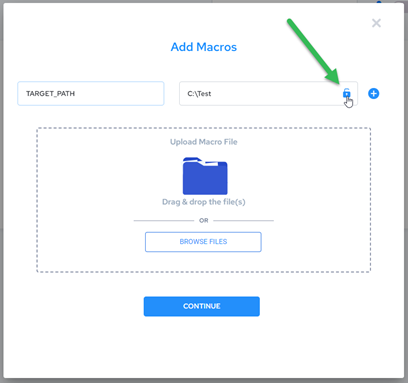 Add Macros
TARGET_PATH
C:\Test
Upload Macro File
Drag & drop the file(s)
OR
BROWSE FILES
CONTINUE